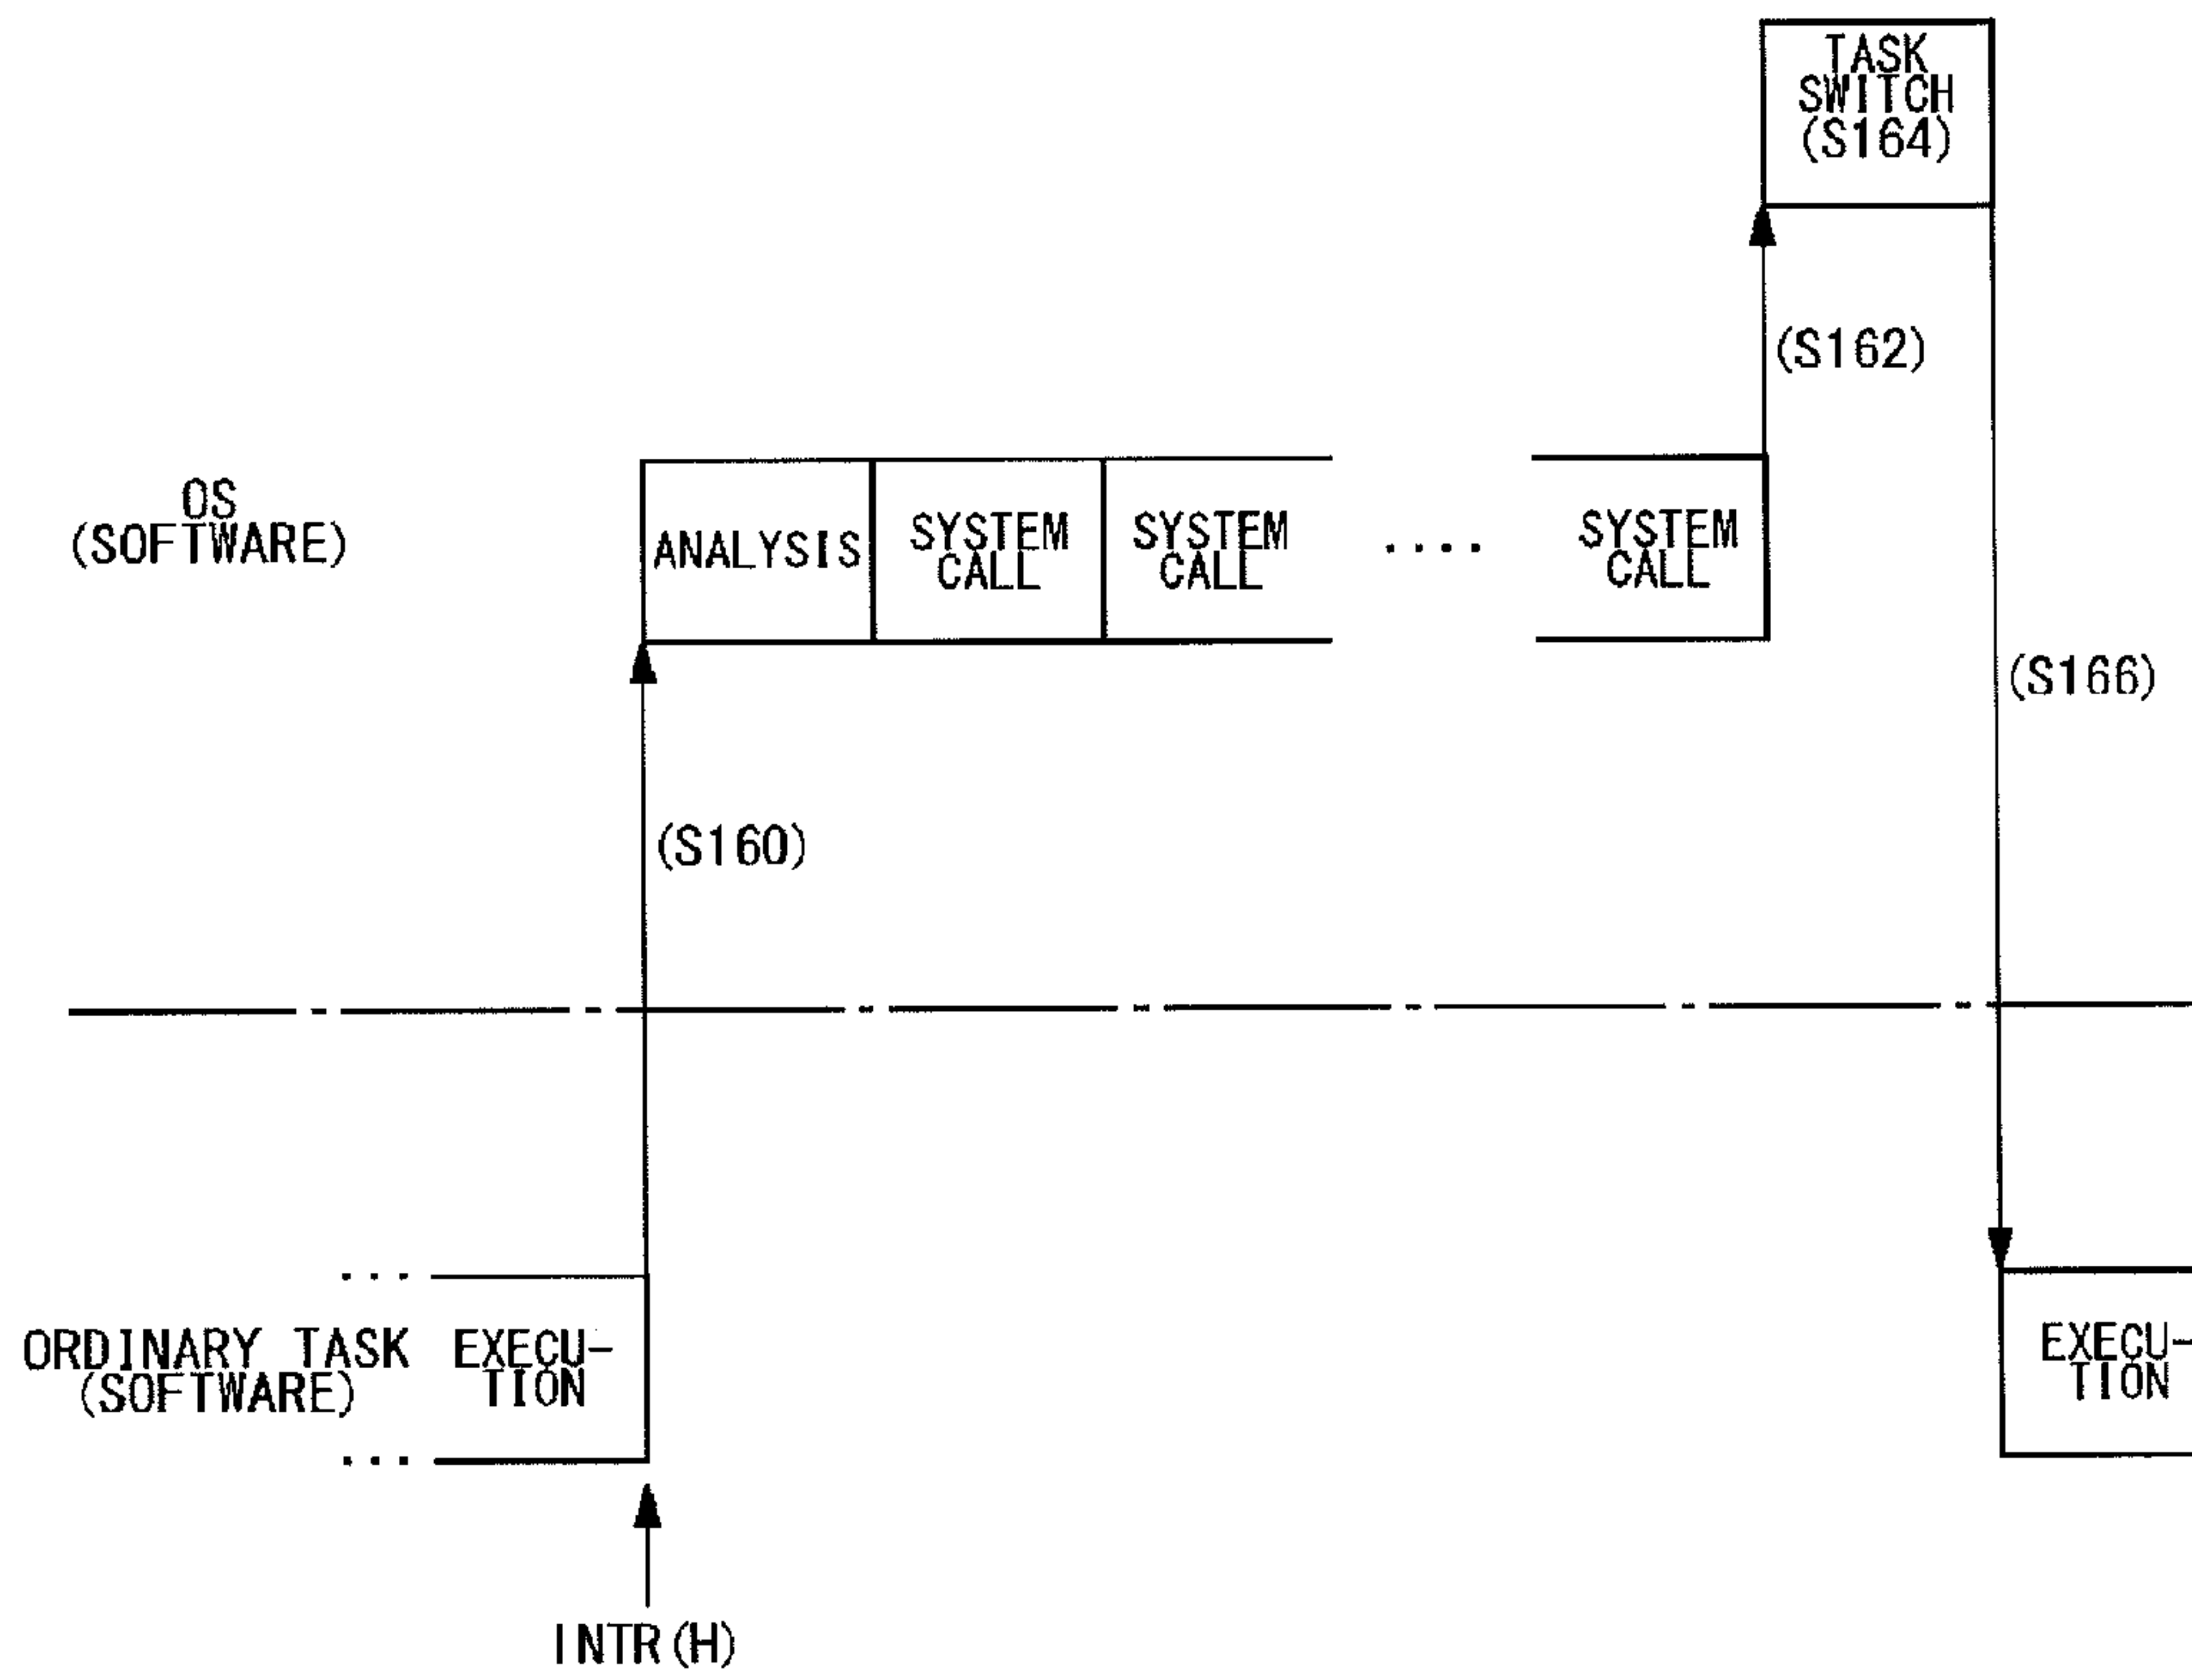 TASK
SWITCH
(S164)
(S162)
OS
(SOFTWARE)
ANALYSIS
SYSTEM
CALL
SYSTEM
CALL
····
SYSTEM
CALL
(S166)
(S160)
···
ORDINARY TASK
(SOFTWARE)
EXECU-
TION
···
EXECU-
TION
INTR(H)